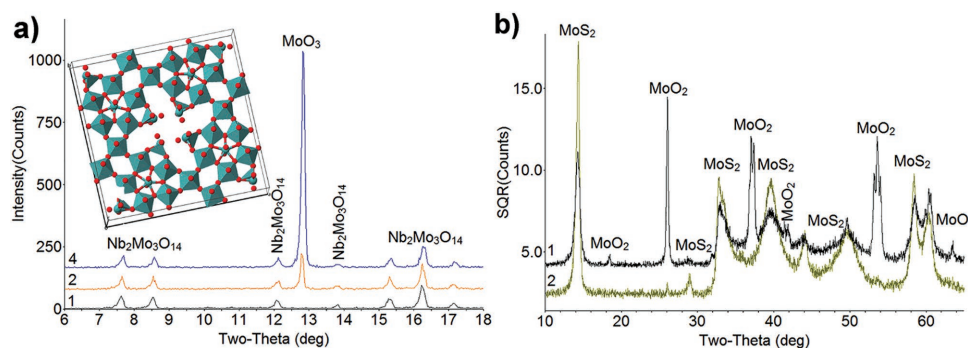 a)
MoO3
Intensity(Counts)
1000
750
500
250
0
Nb2Mo3O14
Nb2Mo3O14
Nb2Mo3O14
Nb2Mo3O14
4
2
1
6 7 8 9 10 11 12 13 14 15 16 17 18
Two-Theta (deg)
b)
MoS2
SQR(Counts)
15.0
10.0
5.0
MoO2
MoO2
MoO2
MoS2
MoS2
MoS2
MoO2
MoO2
MoS2
MoS2
MoO
1
2
10 20 30 40 50 60
Two-Theta (deg)